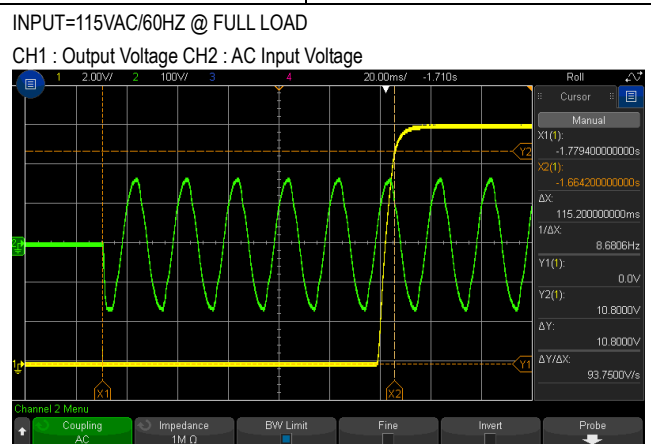 INPUT=115VAC/60HZ @ FULL LOAD
CH1 : Output Voltage CH2 : AC Input Voltage
1 2.00V/ 2 100V/ 3 4 20.00ms/ -1.710s Roll
Cursor
Manual
X1(1):
-1.779400000000s
X2(1):
-1.664200000000s
ΔX:
115.200000000ms
1/ΔX:
8.6806Hz
Y1(1):
0.0V
Y2(1):
10.8000V
ΔY:
10.8000V
ΔY/ΔX:
93.7500V/s
Y2
2
1
Y1
X1 X2
Channel 2 Menu
Coupling Impedance BW Limit Fine Invert Probe
AC 1M Ω